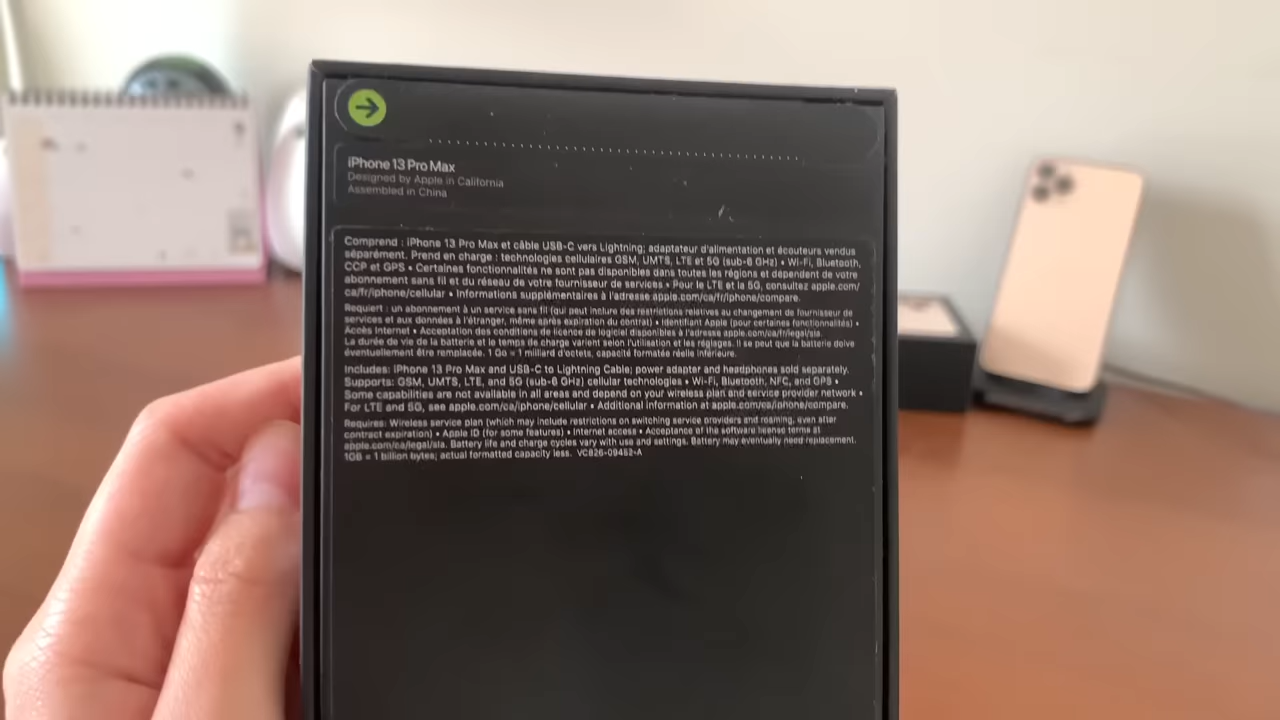 iPhone 13 Pro Max
Designed by Apple in California
Assembled in China
Comprend : iPhone 13 Pro Max et câble USB-C vers Lightning; adaptateur d'alimentation et écouteurs vendus
séparément. Prend en charge : technologies cellulaires GSM, UMTS, LTE et 5G (sub-6 GHz) • Wi-Fi, Bluetooth,
CCP et GPS • Certaines fonctionnalités ne sont pas disponibles dans toutes les régions et dépendent de votre
abonnement sans fil et du réseau de votre fournisseur de services • Pour le LTE et la 5G, consultez apple.com/
ca/fr/iphone/cellular • Informations supplémentaires à l'adresse apple.com/ca/fr/iphone/compare.
Requiert : un abonnement à un service sans fil (qui peut inclure des restrictions relatives au changement de fournisseur de
services et aux données à l'étranger, même après expiration du contrat) • Identifiant Apple (pour certaines fonctionnalités) •
Accès Internet • Acceptation des conditions de licence de logiciel disponibles à l'adresse apple.com/ca/fr/legal/sla.
La durée de vie de la batterie et le temps de charge varient selon l'utilisation et les réglages. Il se peut que la batterie doive
éventuellement être remplacée. 1 Go = 1 milliard d'octets, capacité formatée réelle inférieure.
Includes: iPhone 13 Pro Max and USB-C to Lightning Cable; power adapter and headphones sold separately.
Supports: GSM, UMTS, LTE, and 5G (sub-6 GHz) cellular technologies • Wi-Fi, Bluetooth, NFC, and GPS •
Some capabilities are not available in all areas and depend on your wireless plan and service provider network •
For LTE and 5G, see apple.com/ca/iphone/cellular • Additional information at apple.com/ca/iphone/compare.
Requires: Wireless service plan (which may include restrictions on switching service providers and roaming, even after
contract expiration) • Apple ID (for some features) • Internet access • Acceptance of the software license terms at
apple.com/ca/legal/sla. Battery life and charge cycles vary with use and settings. Battery may eventually need replacement.
1GB = 1 billion bytes; actual formatted capacity less. VC826-09462-A